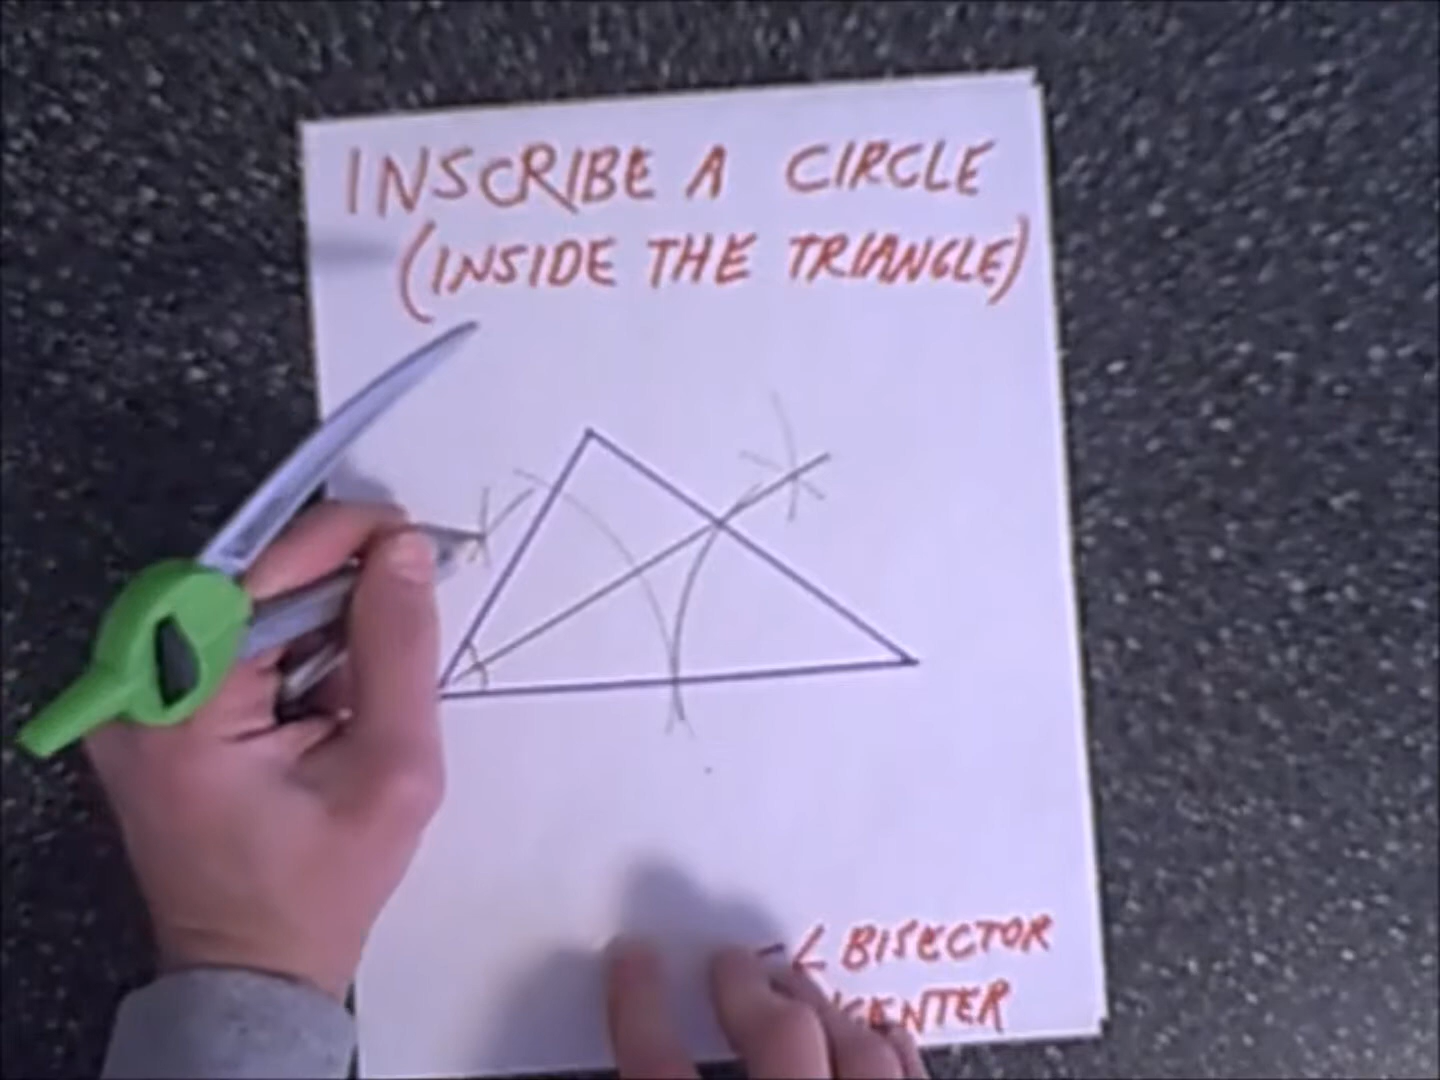 INSCRIBE A CIRCLE
(INSIDE THE TRIANGLE)
-∠ BISECTOR